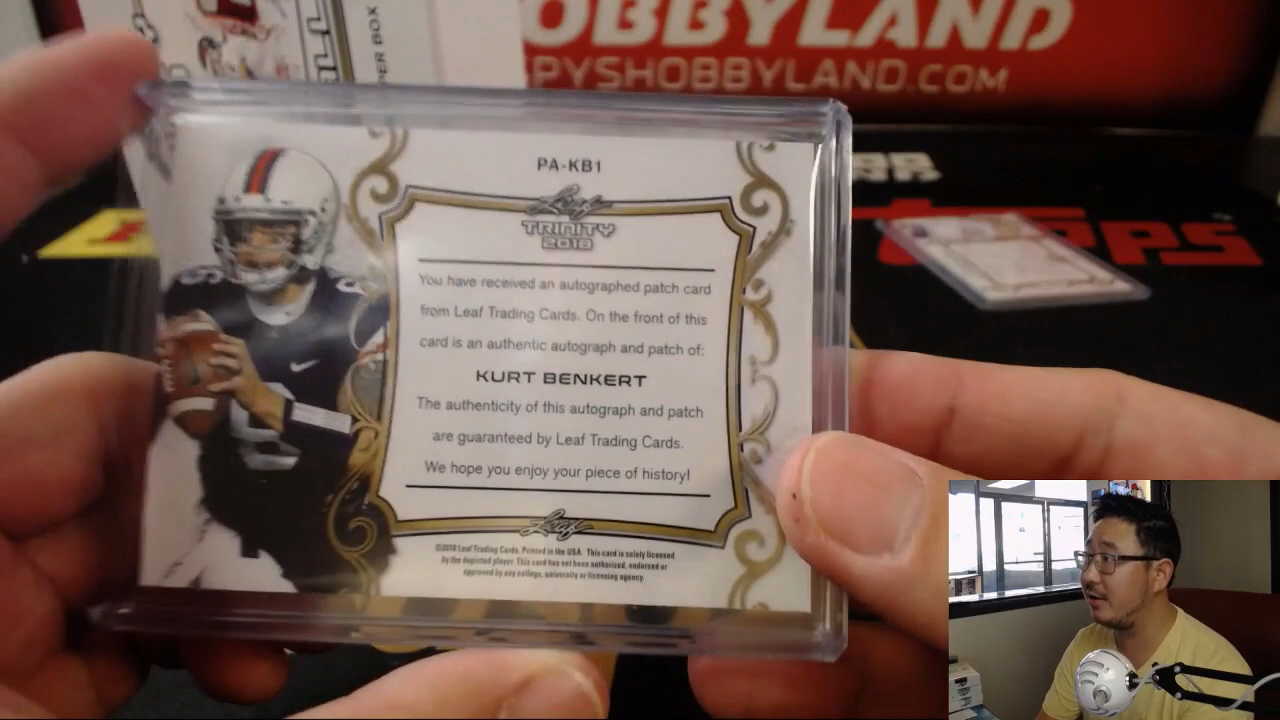 OBBYLAND
PYSHOBBYLAND.COM
PER BOX
PA-KB1
Leaf
TRINITY
2018
You have received an autographed patch card
from Leaf Trading Cards. On the front of this
card is an authentic autograph and patch of:
KURT BENKERT
The authenticity of this autograph and patch
are guaranteed by Leaf Trading Cards.
We hope you enjoy your piece of history!
Leaf
©2018 Leaf Trading Cards. Printed in the USA. This card is solely licensed
by the depicted player. This card has not been authorized, endorsed or
approved by any college, university or licensing agency.
6